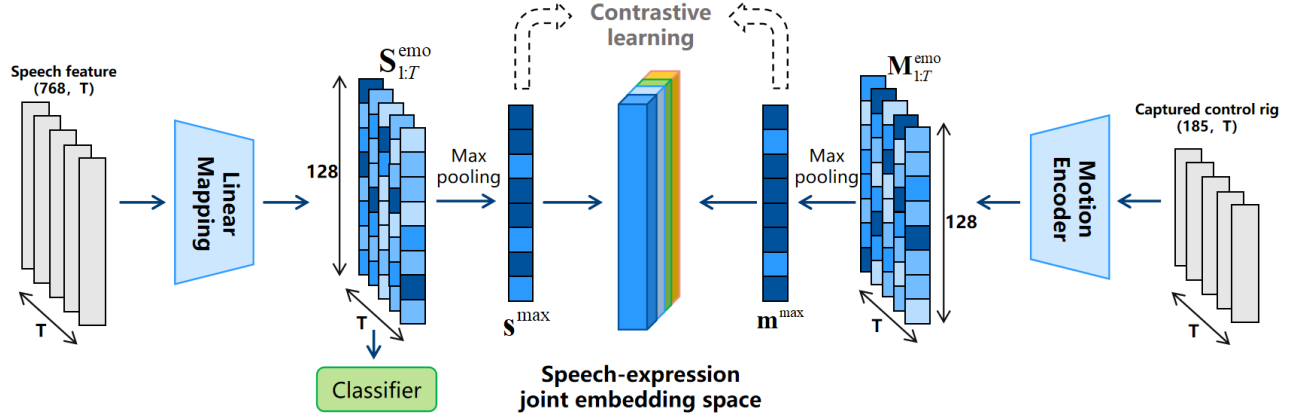 Contrastive
learning
Speech feature
(768, T)
S emo 1:T
M emo 1:T
Captured control rig
(185, T)
Linear
Mapping
128
Max
pooling
Max
pooling
128
Motion
Encoder
T
T
s max
m max
T
T
Classifier
Speech-expression
joint embedding space